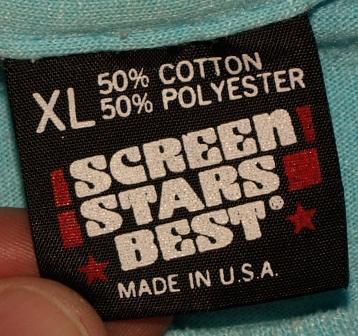 XL 50% COTTON
50% POLYESTER
SCREEN
STARS
BEST®
MADE IN U.S.A.